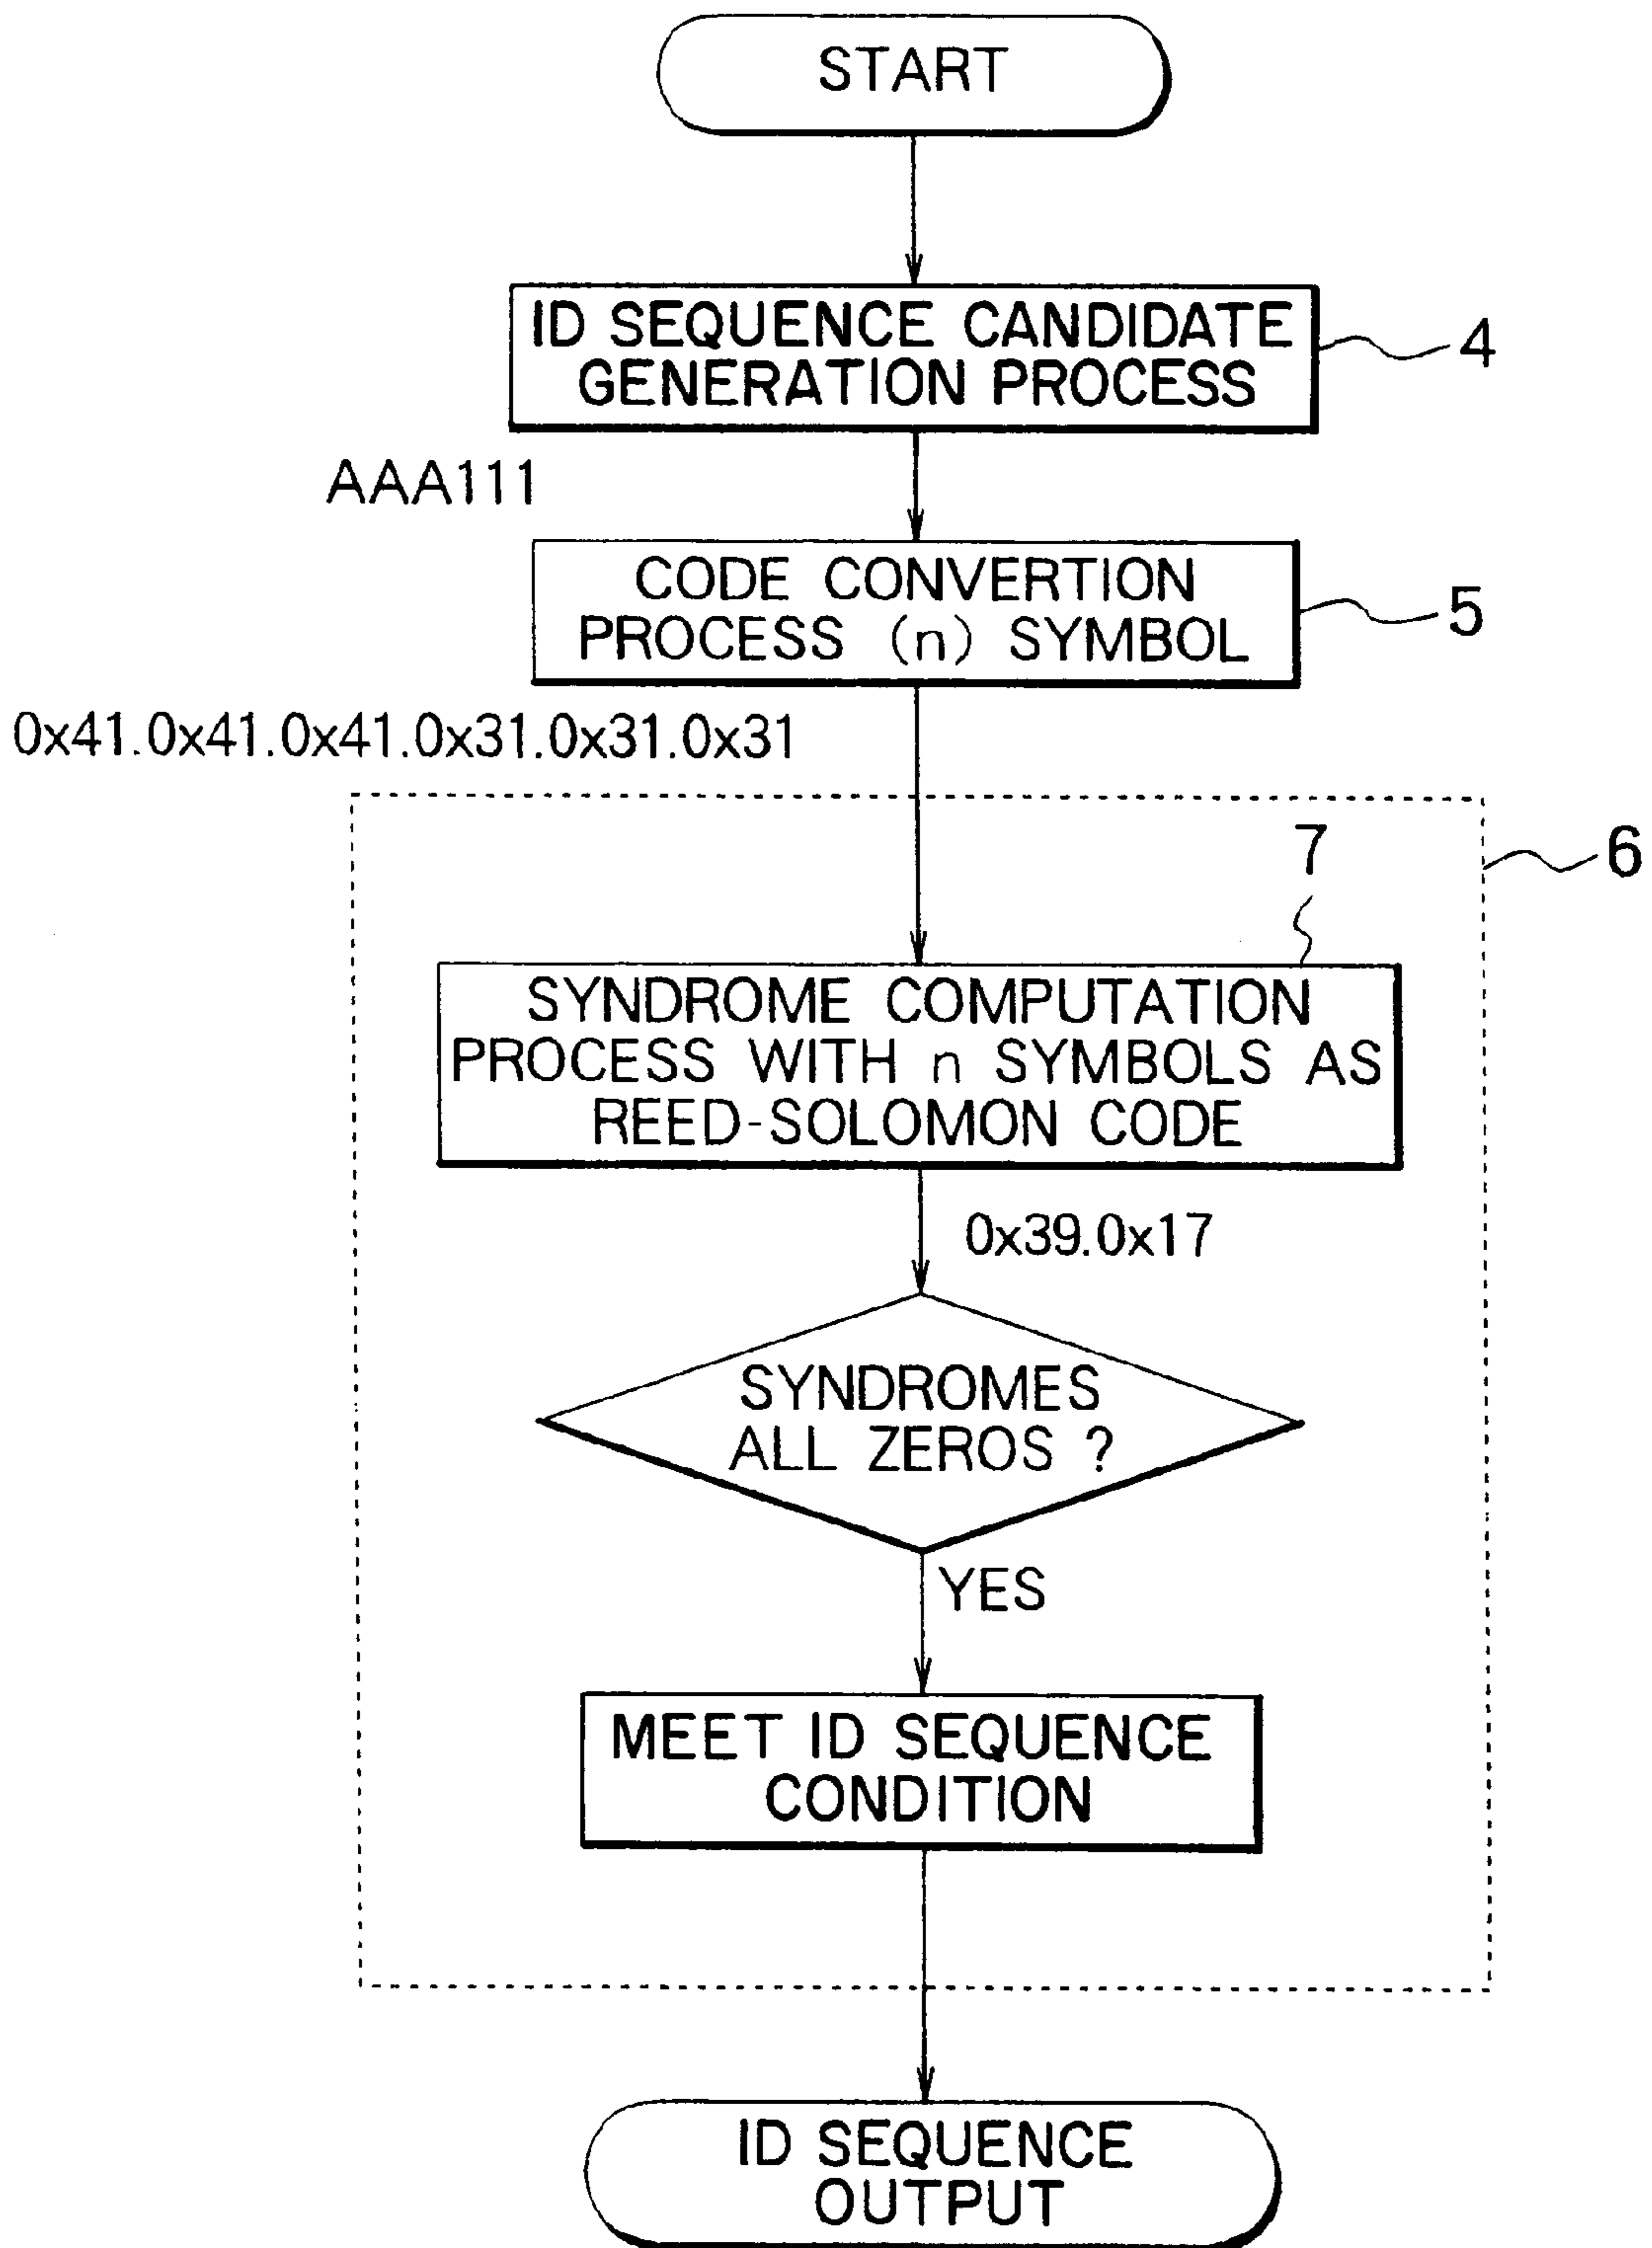 START
ID SEQUENCE CANDIDATE
GENERATION PROCESS
4
AAA111
CODE CONVERTION
PROCESS (n) SYMBOL
5
0x41.0x41.0x41.0x31.0x31.0x31
7
6
SYNDROME COMPUTATION
PROCESS WITH n SYMBOLS AS
REED-SOLOMON CODE
0x39.0x17
SYNDROMES
ALL ZEROS ?
YES
MEET ID SEQUENCE
CONDITION
ID SEQUENCE
OUTPUT